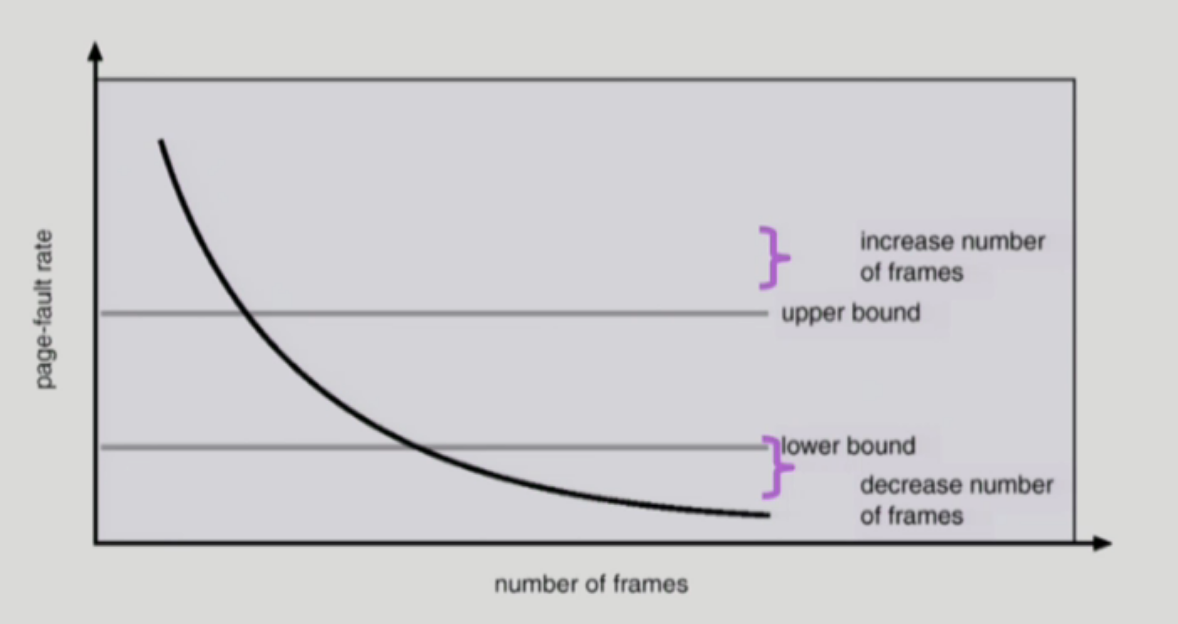 increase number
of frames
upper bound
page-fault rate
lower bound
decrease number
of frames
number of frames